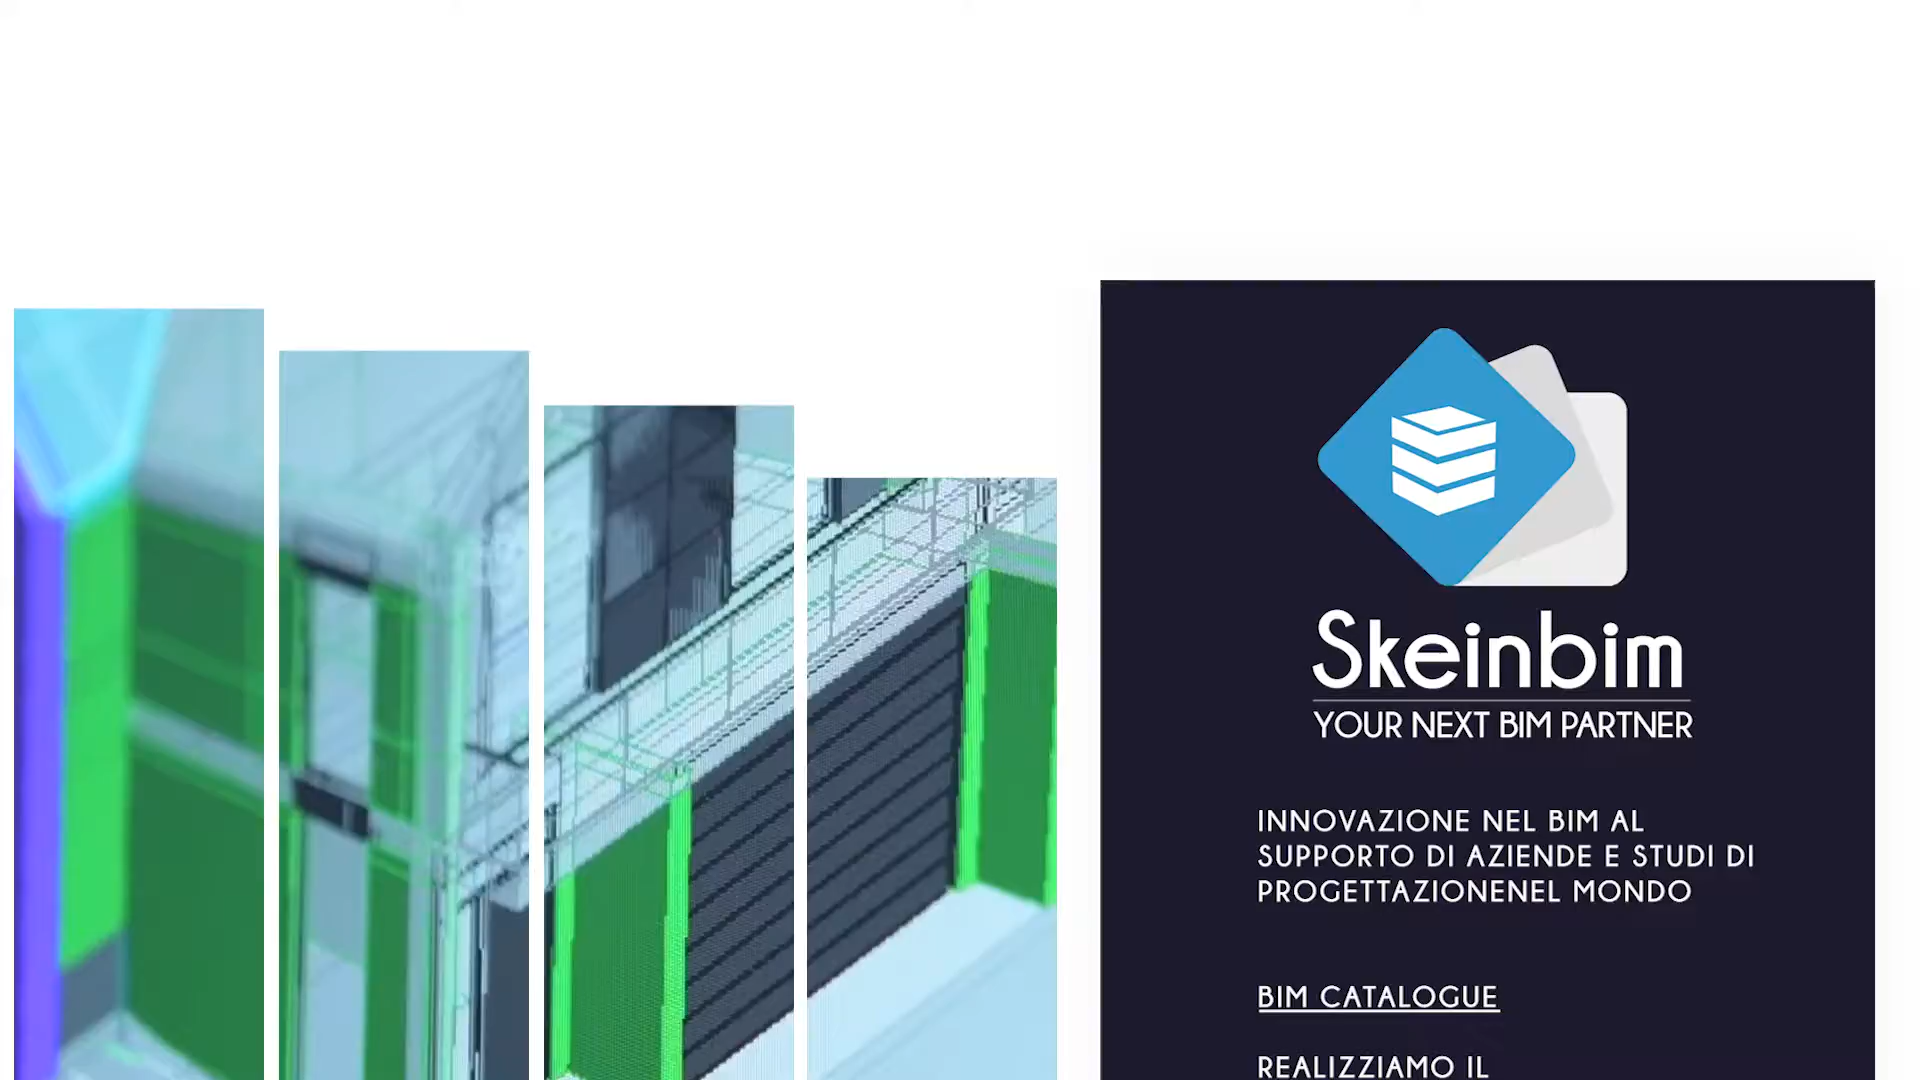 Skeinbim
YOUR NEXT BIM PARTNER
INNOVAZIONE NEL BIM AL
SUPPORTO DI AZIENDE E STUDI DI
PROGETTAZIONENEL MONDO
BIM CATALOGUE
REALIZZIAMO IL